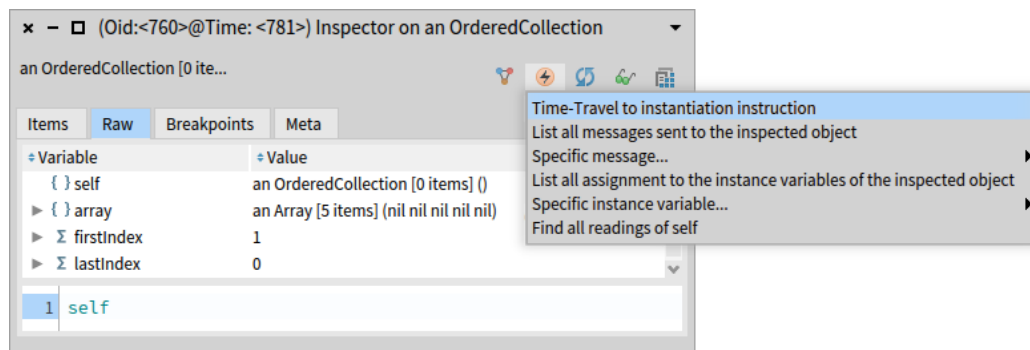 (Oid:<760>@Time: <781>) Inspector on an OrderedCollection
an OrderedCollection [0 ite...
Time-Travel to instantiation instruction
List all messages sent to the inspected object
Specific message...
List all assignment to the instance variables of the inspected object
Specific instance variable...
Find all readings of self
Items Raw Breakpoints Meta
Variable Value
{ } self an OrderedCollection [0 items] ()
{ } array an Array [5 items] (nil nil nil nil nil)
Σ firstIndex 1
Σ lastIndex 0
1 self